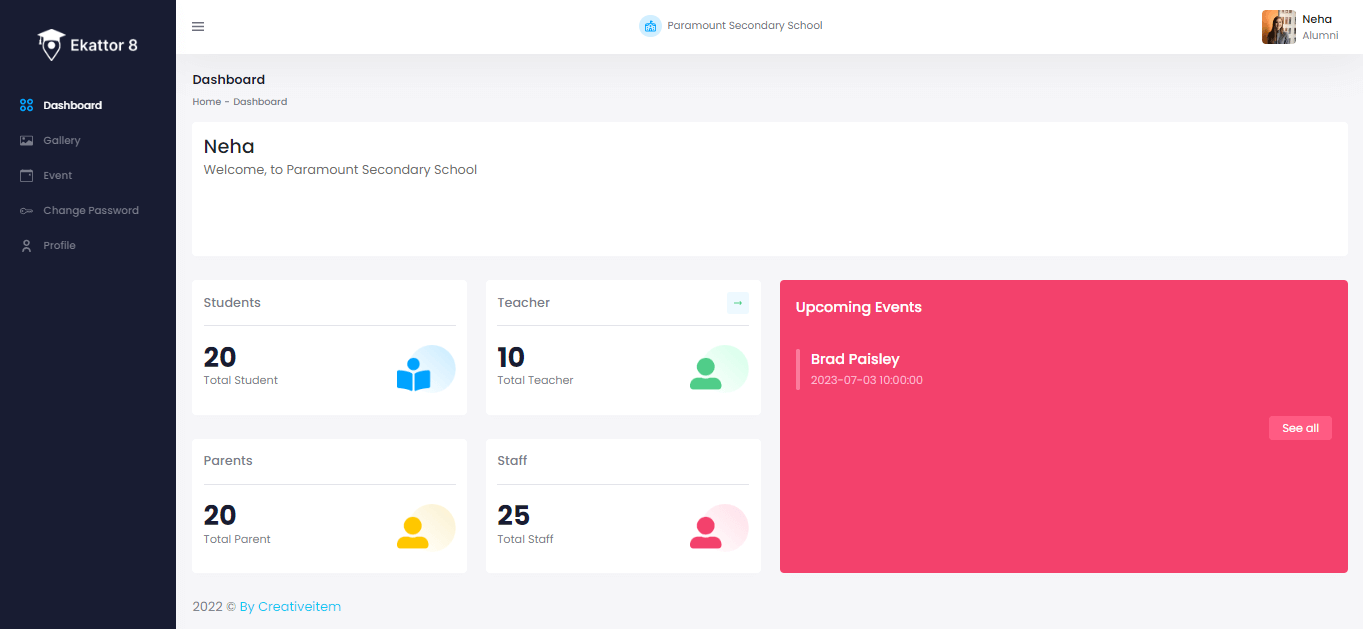 Ekattor 8
Dashboard
Gallery
Event
Change Password
Profile
Paramount Secondary School
Neha
Alumni
Dashboard
Home - Dashboard
Neha
Welcome, to Paramount Secondary School
Students
20
Total Student
Teacher
10
Total Teacher
Parents
20
Total Parent
Staff
25
Total Staff
Upcoming Events
Brad Paisley
2023-07-03 10:00:00
See all
2022 © By Creativeitem